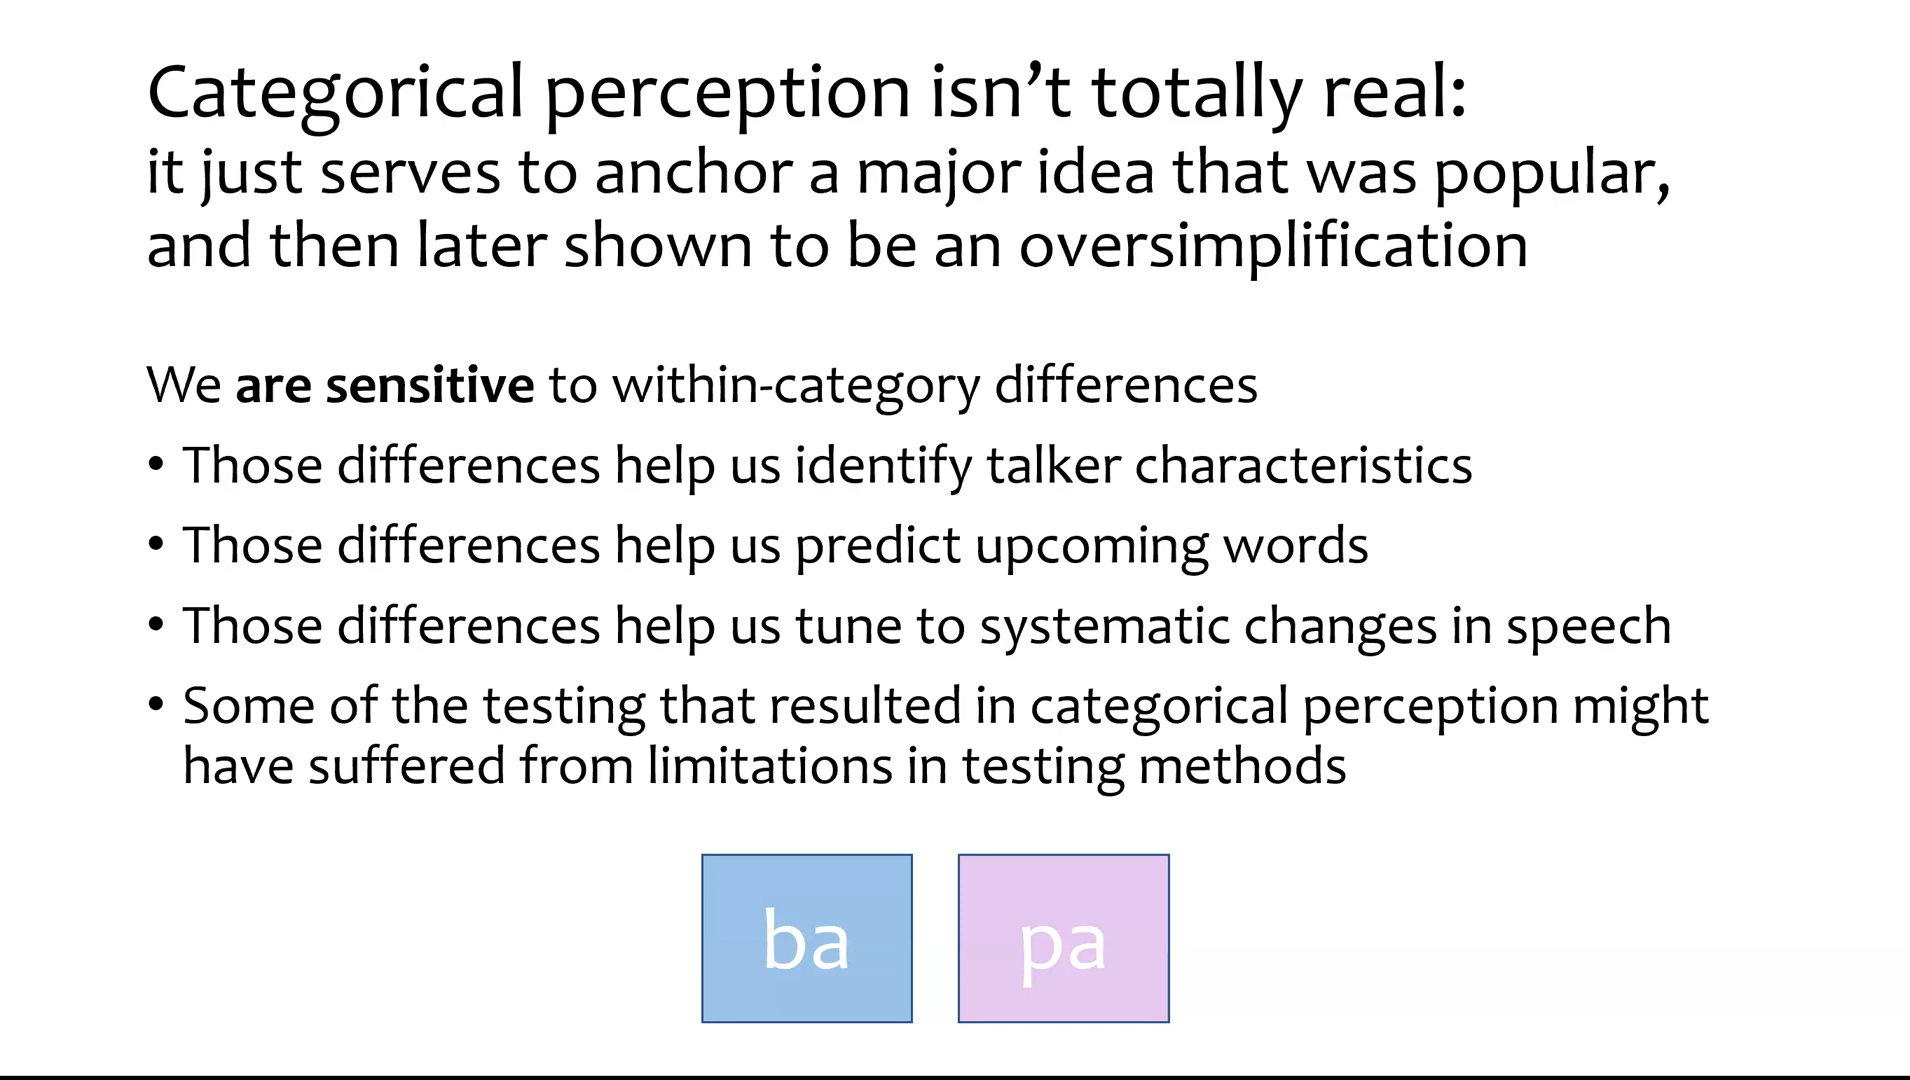 Categorical perception isn’t totally real:
it just serves to anchor a major idea that was popular,
and then later shown to be an oversimplification
We are sensitive to within-category differences
• Those differences help us identify talker characteristics
• Those differences help us predict upcoming words
• Those differences help us tune to systematic changes in speech
• Some of the testing that resulted in categorical perception might
have suffered from limitations in testing methods
ba
pa